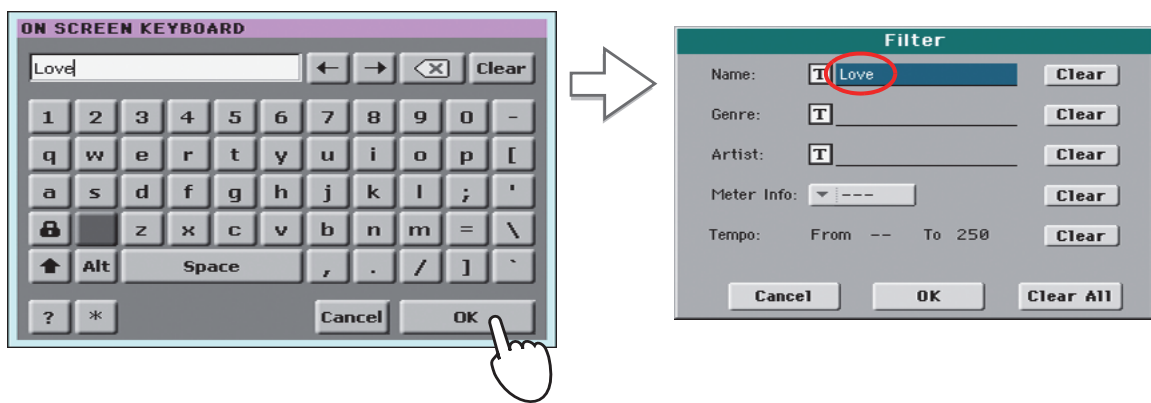 ON SCREEN KEYBOARD
Love
← → Clear
1 2 3 4 5 6 7 8 9 0 -
q w e r t y u i o p [
a s d f g h j k l ; '
z x c v b n m = \
Alt Space , . / ] `
? * Cancel OK
Filter
Name: T Love Clear
Genre: T Clear
Artist: T Clear
Meter Info: --- Clear
Tempo: From -- To 250 Clear
Cancel OK Clear All